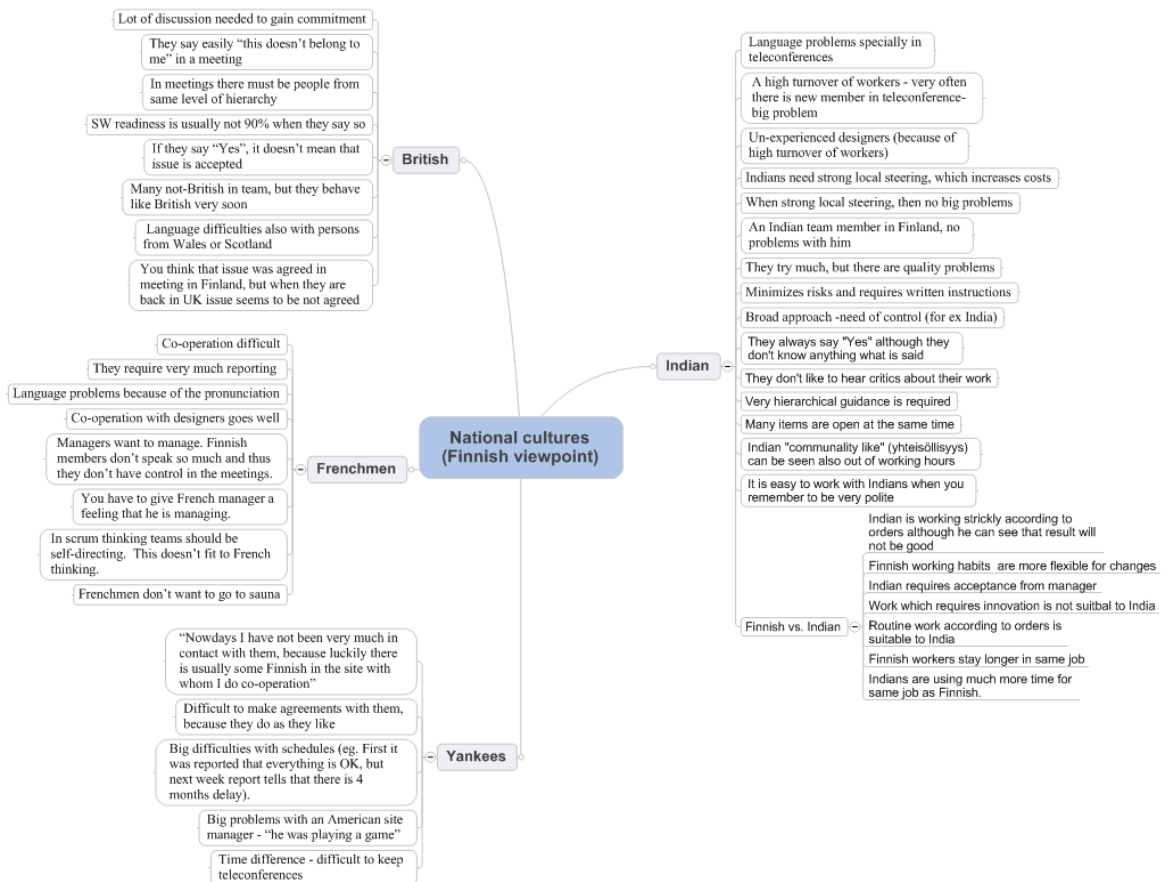 National cultures
(Finnish viewpoint)
British
Lot of discussion needed to gain commitment
They say easily “this doesn’t belong to
me” in a meeting
In meetings there must be people from
same level of hierarchy
SW readiness is usually not 90% when they say so
If they say “Yes”, it doesn’t mean that
issue is accepted
Many not-British in team, but they behave
like British very soon
Language difficulties also with persons
from Wales or Scotland
You think that issue was agreed in
meeting in Finland, but when they are
back in UK issue seems to be not agreed
Frenchmen
Co-operation difficult
They require very much reporting
Language problems because of the pronunciation
Co-operation with designers goes well
Managers want to manage. Finnish
members don’t speak so much and thus
they don’t have control in the meetings.
You have to give French manager a
feeling that he is managing.
In scrum thinking teams should be
self-directing. This doesn’t fit to French
thinking.
Frenchmen don’t want to go to sauna
Yankees
“Nowdays I have not been very much in
contact with them, because luckily there
is usually some Finnish in the site with
whom I do co-operation”
Difficult to make agreements with them,
because they do as they like
Big difficulties with schedules (eg. First it
was reported that everything is OK, but
next week report tells that there is 4
months delay).
Big problems with an American site
manager - “he was playing a game”
Time difference - difficult to keep
teleconferences
Indian
Language problems specially in
teleconferences
A high turnover of workers - very often
there is new member in teleconference-
big problem
Un-experienced designers (because of
high turnover of workers)
Indians need strong local steering, which increases costs
When strong local steering, then no big problems
An Indian team member in Finland, no
problems with him
They try much, but there are quality problems
Minimizes risks and requires written instructions
Broad approach -need of control (for ex India)
They always say "Yes" although they
don't know anything what is said
They don't like to hear critics about their work
Very hierarchical guidance is required
Many items are open at the same time
Indian "communality like" (yhteisöllisyys)
can be seen also out of working hours
It is easy to work with Indians when you
remember to be very polite
Finnish vs. Indian
Indian is working strickly according to
orders although he can see that result will
not be good
Finnish working habits are more flexible for changes
Indian requires acceptance from manager
Work which requires innovation is not suitbal to India
Routine work according to orders is
suitable to India
Finnish workers stay longer in same job
Indians are using much more time for
same job as Finnish.